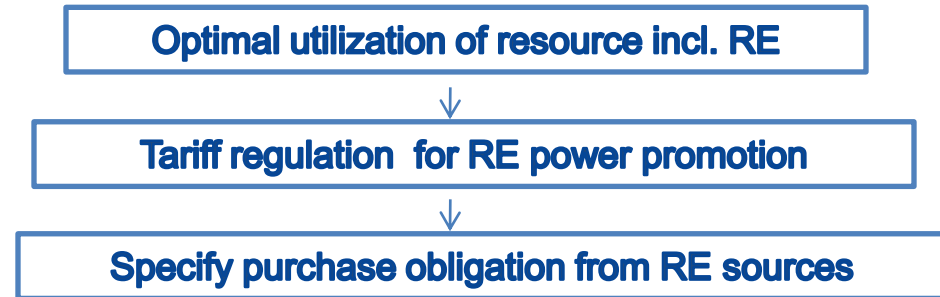 Optimal utilization of resource incl. RE
Tariff regulation for RE power promotion
Specify purchase obligation from RE sources